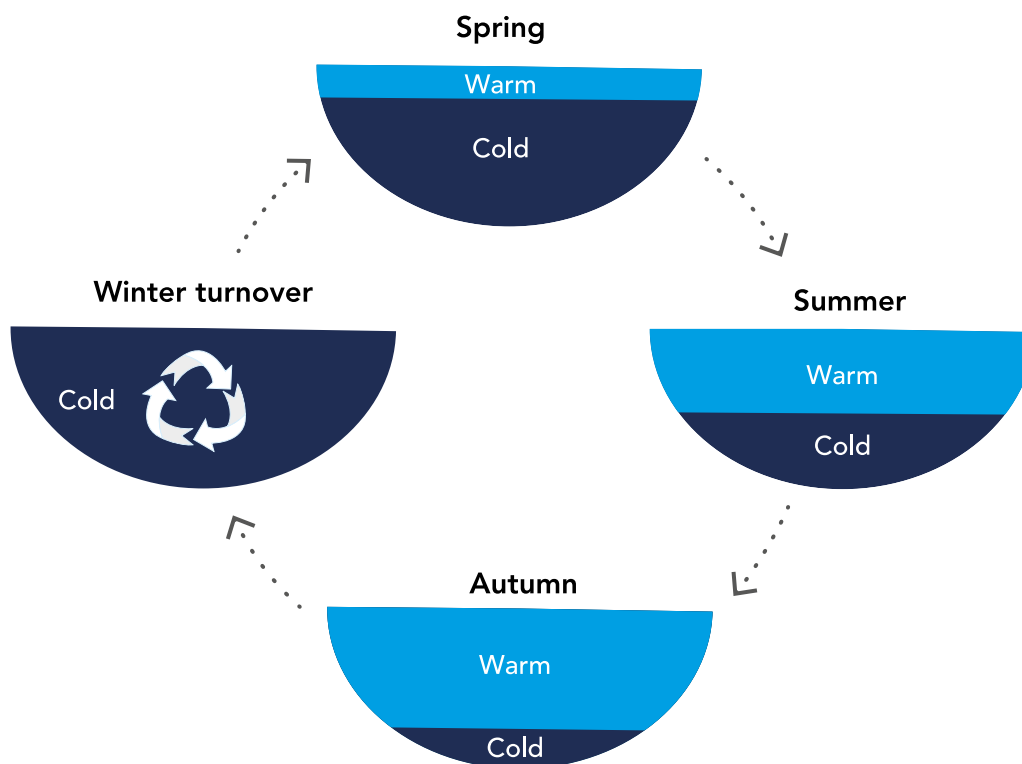 Spring
Warm
Cold
Winter turnover
Cold
Summer
Warm
Cold
Autumn
Warm
Cold